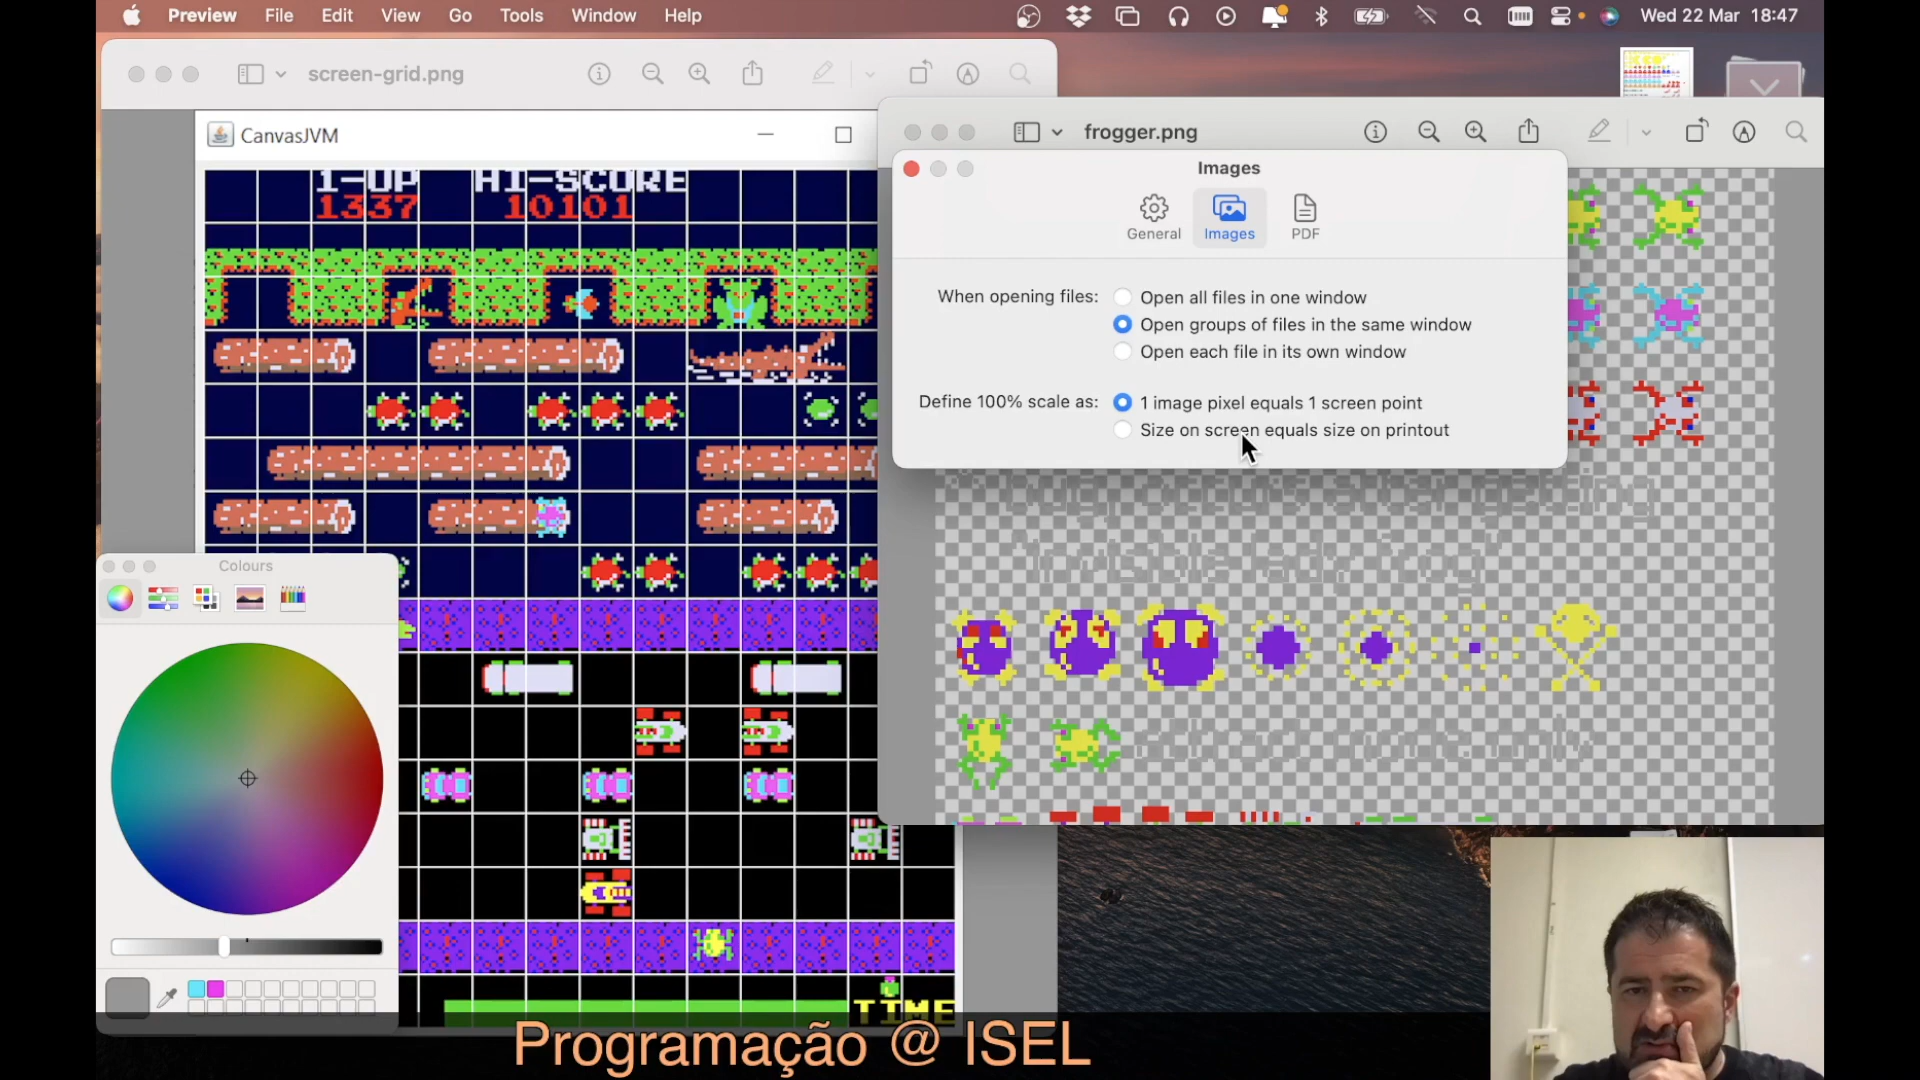 Preview File Edit View Go Tools Window Help
Wed 22 Mar 18:47
screen-grid.png
CanvasJVM
frogger.png
1-UP HI-SCORE
1337 10101
Images
General Images PDF
When opening files:
Open all files in one window
Open groups of files in the same window
Open each file in its own window
Define 100% scale as:
1 image pixel equals 1 screen point
Size on screen equals size on printout
Colours
TIME
Programação @ ISEL